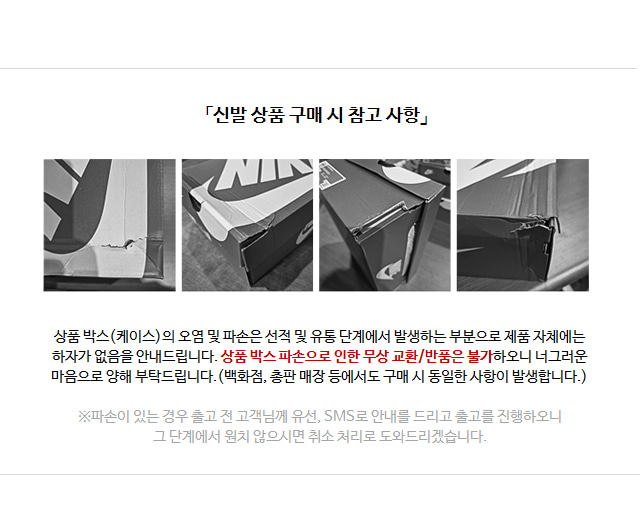 「신발 상품 구매 시 참고 사항」
NIK
상품 박스(케이스)의 오염 및 파손은 선적 및 유통 단계에서 발생하는 부분으로 제품 자체에는
하자가 없음을 안내드립니다. 상품 박스 파손으로 인한 무상 교환/반품은 불가하오니 너그러운
마음으로 양해 부탁드립니다. (백화점, 총판 매장 등에서도 구매 시 동일한 사항이 발생합니다.)
※파손이 있는 경우 출고 전 고객님께 유선, SMS로 안내를 드리고 출고를 진행하오니
그 단계에서 원치 않으시면 취소 처리로 도와드리겠습니다.